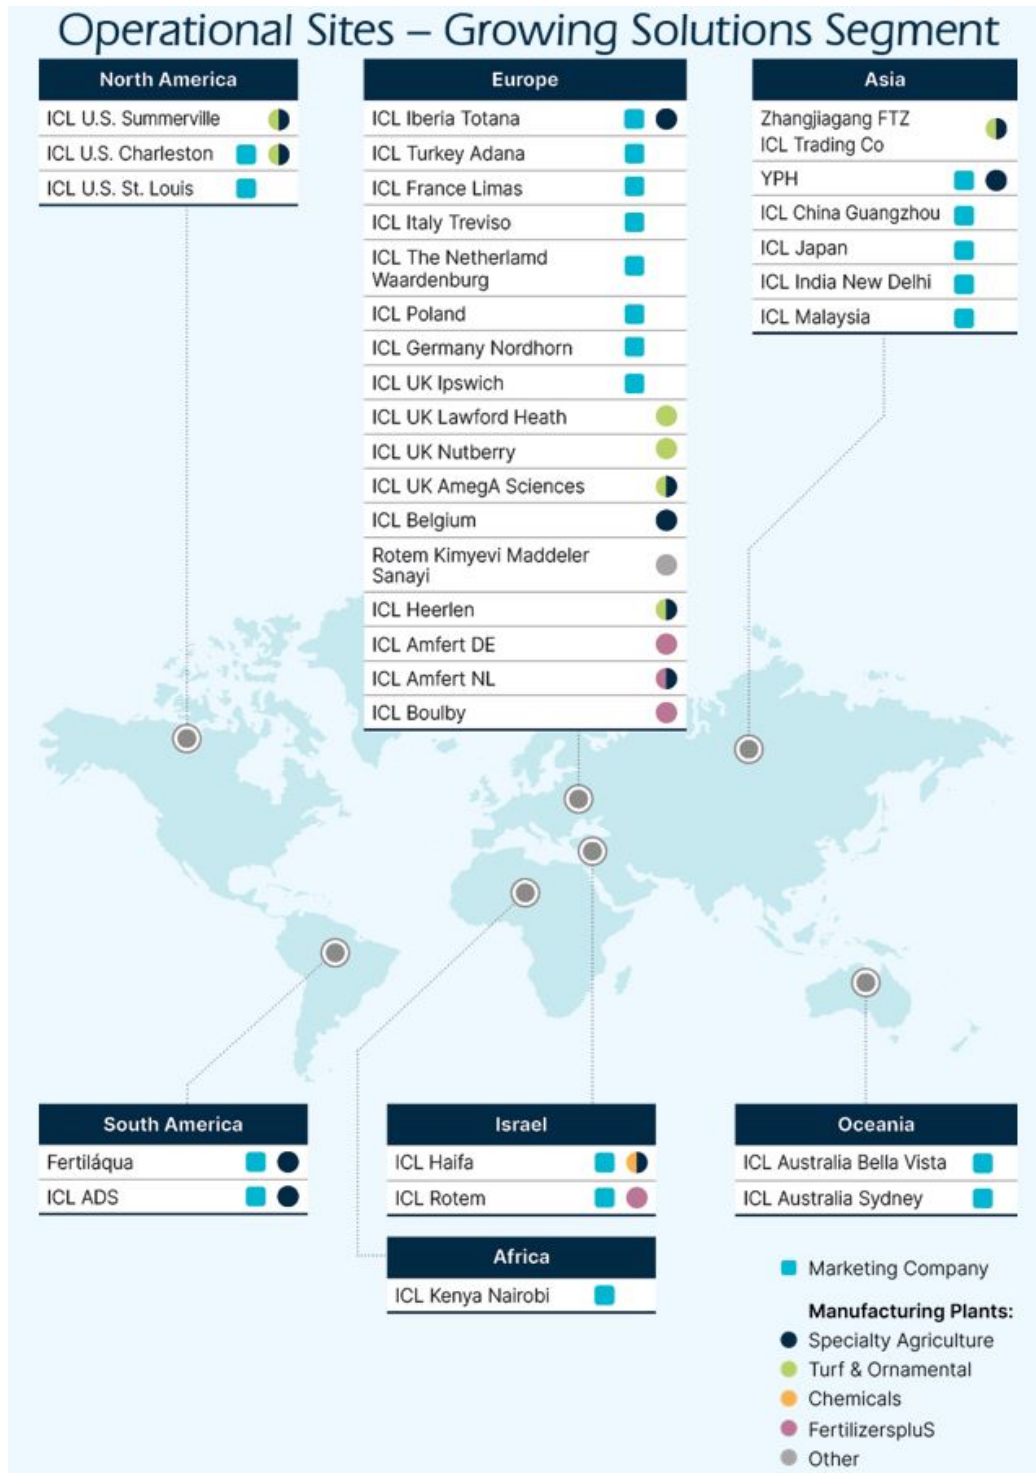 Operational Sites – Growing Solutions Segment
North America
ICL U.S. Summerville
ICL U.S. Charleston
ICL U.S. St. Louis
Europe
ICL Iberia Totana
ICL Turkey Adana
ICL France Limas
ICL Italy Treviso
ICL The Netherlamd
Waardenburg
ICL Poland
ICL Germany Nordhorn
ICL UK Ipswich
ICL UK Lawford Heath
ICL UK Nutberry
ICL UK AmegA Sciences
ICL Belgium
Rotem Kimyevi Maddeler
Sanayi
ICL Heerlen
ICL Amfert DE
ICL Amfert NL
ICL Boulby
Asia
Zhangjiagang FTZ
ICL Trading Co
YPH
ICL China Guangzhou
ICL Japan
ICL India New Delhi
ICL Malaysia
South America
Fertiláqua
ICL ADS
Israel
ICL Haifa
ICL Rotem
Africa
ICL Kenya Nairobi
Oceania
ICL Australia Bella Vista
ICL Australia Sydney
Marketing Company
Manufacturing Plants:
Specialty Agriculture
Turf & Ornamental
Chemicals
FertilizerspluS
Other